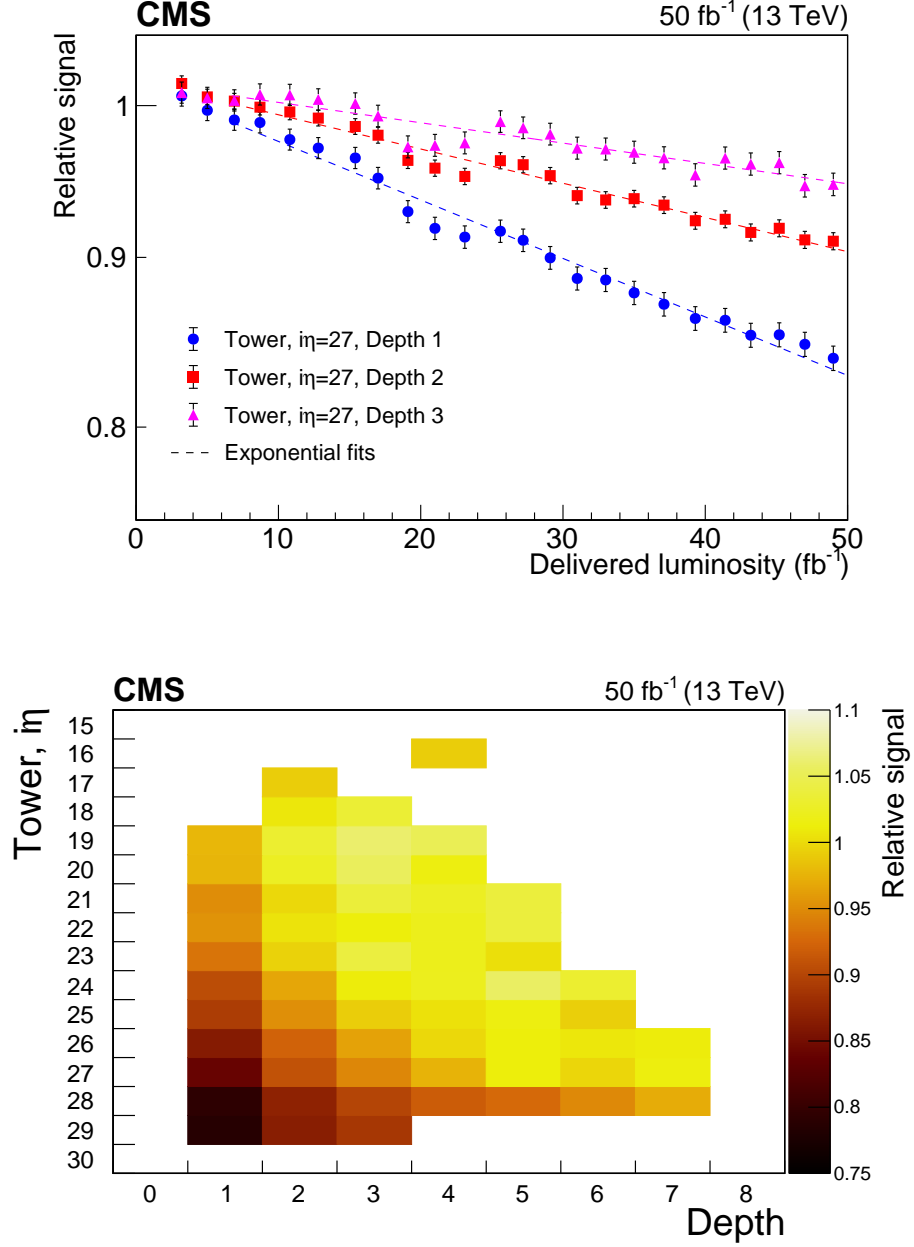 CMS
50 fb⁻¹ (13 TeV)
Relative signal
1
0.9
0.8
Tower, iη=27, Depth 1
Tower, iη=27, Depth 2
Tower, iη=27, Depth 3
Exponential fits
0 10 20 30 40 50
Delivered luminosity (fb⁻¹)
CMS
50 fb⁻¹ (13 TeV)
Tower, iη
15
16
17
18
19
20
21
22
23
24
25
26
27
28
29
30
0 1 2 3 4 5 6 7 8
Depth
1.1
1.05
1
0.95
0.9
0.85
0.8
0.75
Relative signal